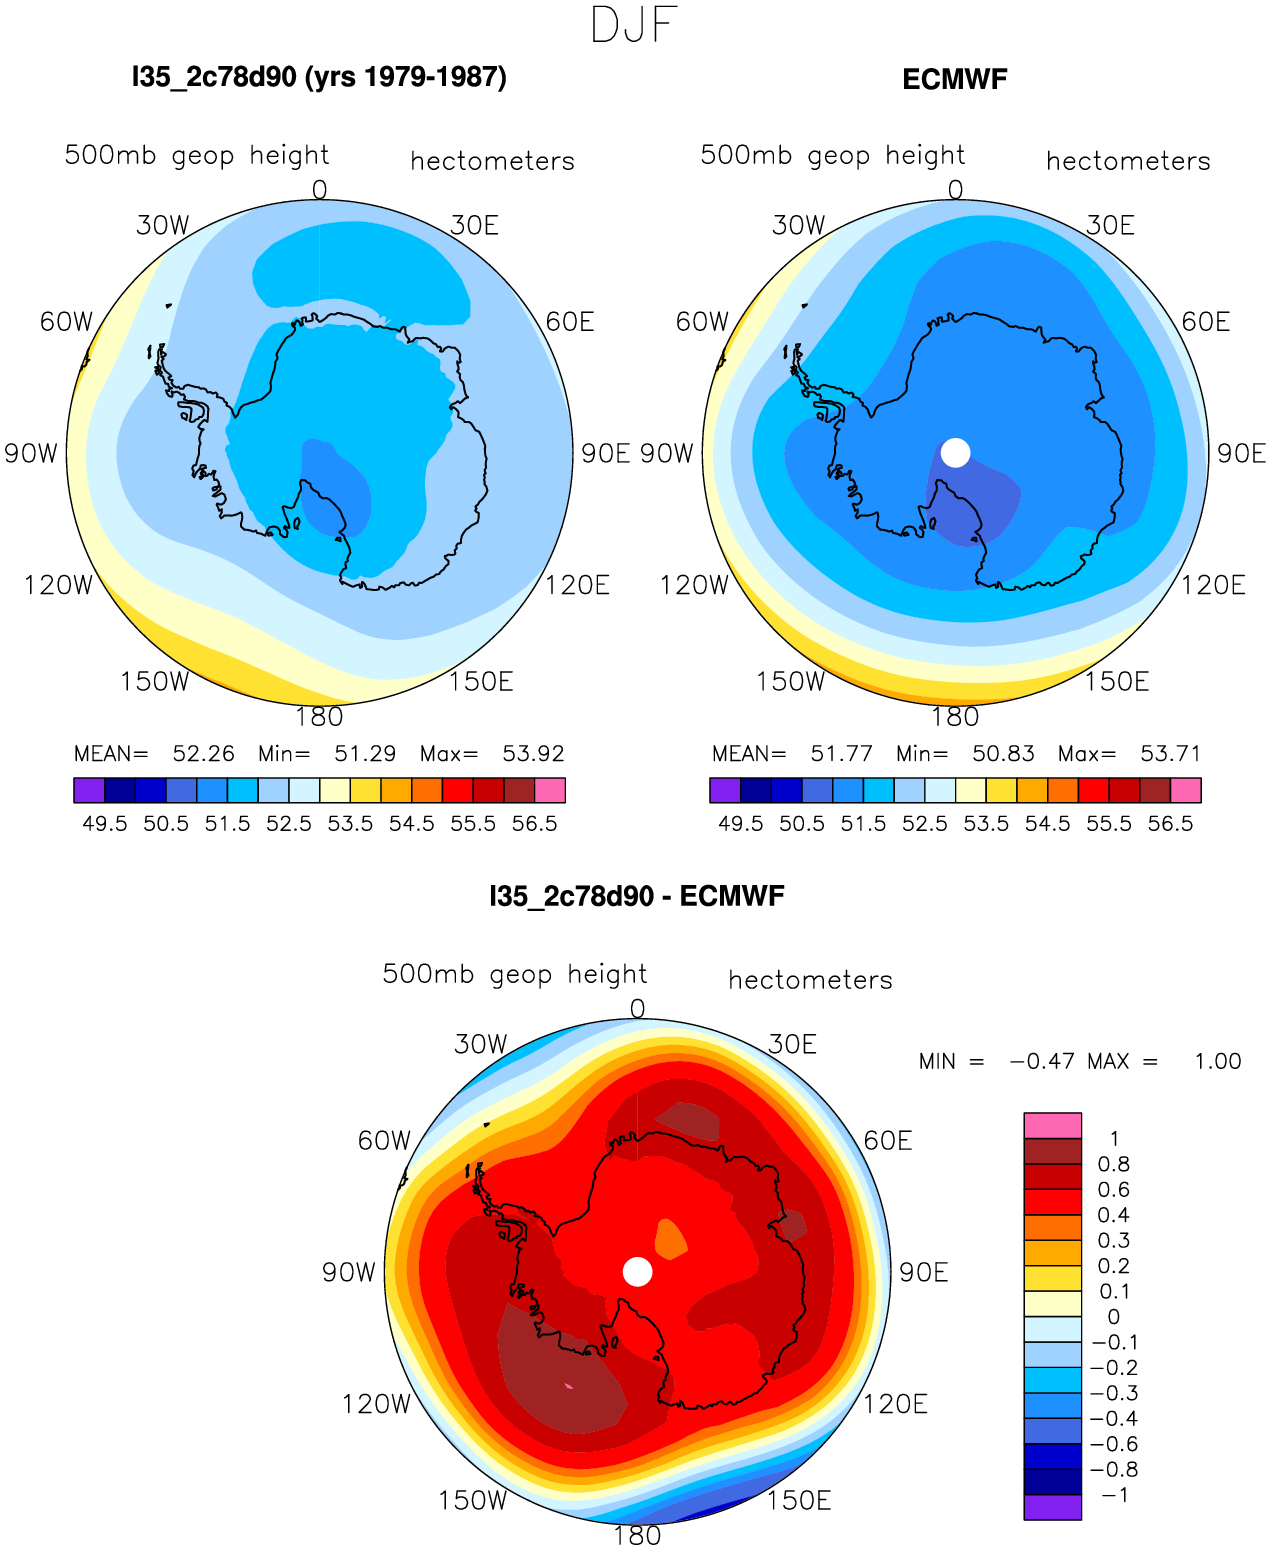 DJF
l35_2c78d90 (yrs 1979-1987)
ECMWF
500mb geop height hectometers
500mb geop height hectometers
0
0
30W 30E
30W 30E
60W 60E
60W 60E
90W 90E
90W 90E
120W 120E
120W 120E
150W 150E
150W 150E
180
180
MEAN= 52.26 Min= 51.29 Max= 53.92
MEAN= 51.77 Min= 50.83 Max= 53.71
49.5 50.5 51.5 52.5 53.5 54.5 55.5 56.5
49.5 50.5 51.5 52.5 53.5 54.5 55.5 56.5
l35_2c78d90 - ECMWF
500mb geop height hectometers
0
30W 30E
MIN = -0.47 MAX = 1.00
60W 60E
90W 90E
120W 120E
150W 150E
180
1
0.8
0.6
0.4
0.3
0.2
0.1
0
-0.1
-0.2
-0.3
-0.4
-0.6
-0.8
-1